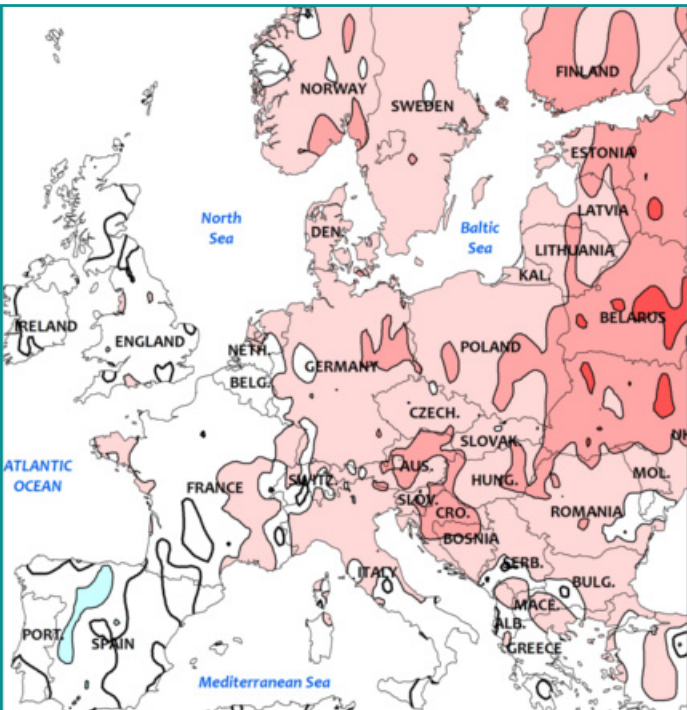 FINLAND
NORWAY
SWEDEN
ESTONIA
North
Sea
LATVIA
DEN.
Baltic
Sea
LITHUANIA
KAL.
BELARUS
IRELAND
ENGLAND
NETH.
POLAND
GERMANY
BELG.
CZECH.
UK
SLOVAK.
ATLANTIC
OCEAN
AUS.
MOL.
SWITZ.
HUNG.
FRANCE
SLOV.
CRO.
ROMANIA
BOSNIA
SERB.
ITALY
BULG.
MACE.
ALB.
PORT.
SPAIN
GREECE
Mediterranean Sea